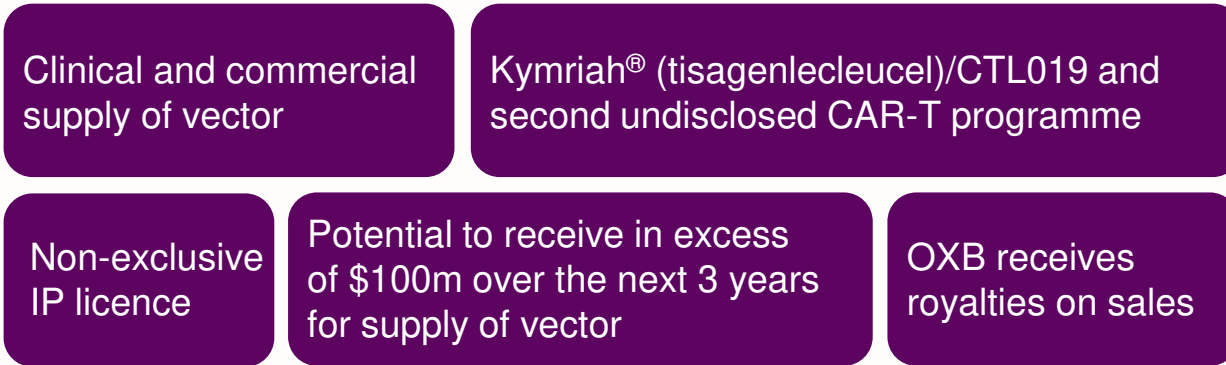 Clinical and commercial
supply of vector
Kymriah® (tisagenlecleucel)/CTL019 and
second undisclosed CAR-T programme
Non-exclusive
IP licence
Potential to receive in excess
of $100m over the next 3 years
for supply of vector
OXB receives
royalties on sales